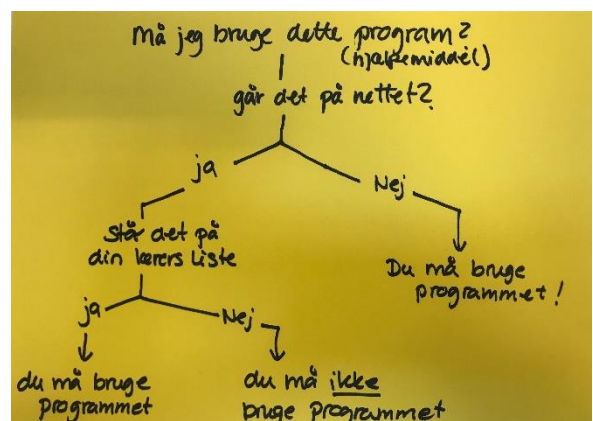 må jeg bruge dette program?
(hjælpemiddel)
går det på nettet?
ja
Nej
Står det på
din lærers liste
Du må bruge
programmet!
ja
Nej
du må bruge
programmet
du må ikke
bruge programmet